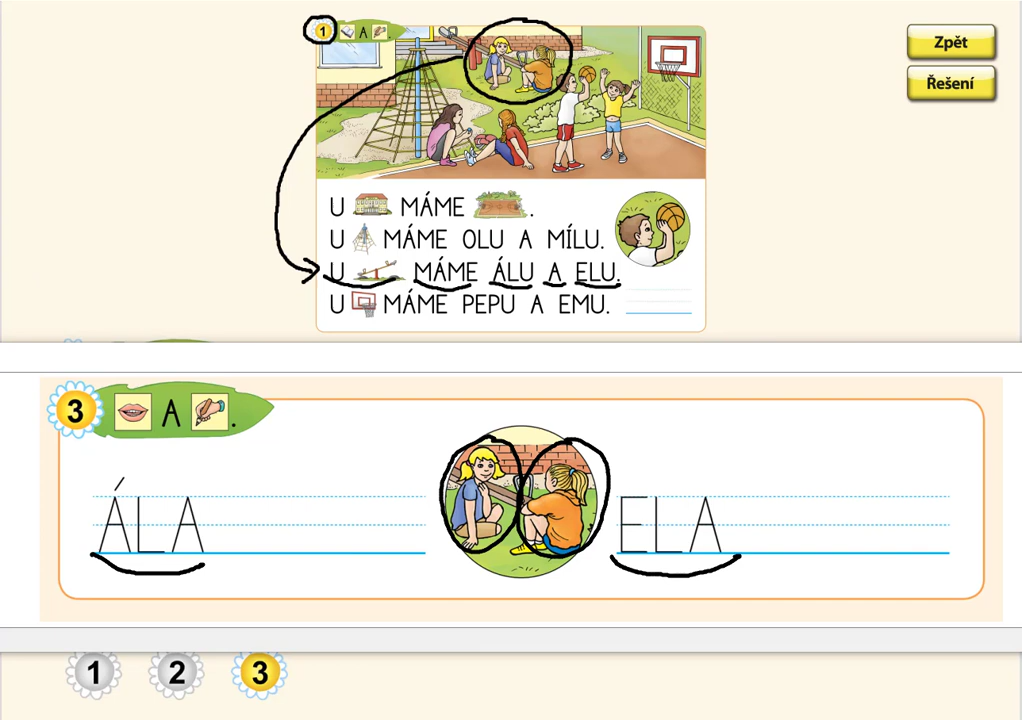 1 A .
Zpět
Řešení
U MÁME .
U MÁME OLU A MÍLU.
U MÁME ÁLU A ELU.
U MÁME PEPU A EMU.
3 A .
ÁLA ELA
1 2 3